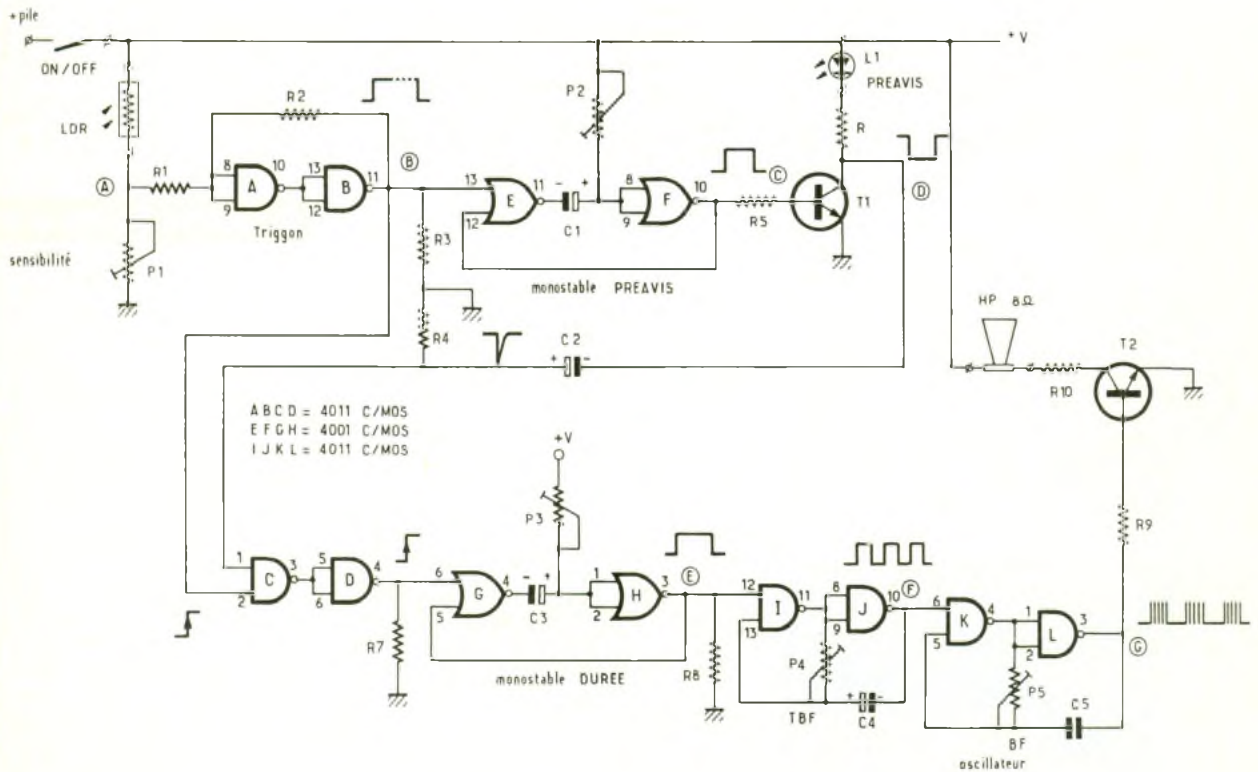 + pile
ON / OFF
LDR
A
R1
sensibilité
P1
R2
8
9
A
10
13
12
B
11
Triggon
B
R3
R4
13
12
E
11
- +
C1
P2
8
9
F
10
monostable PREAVIS
C
R5
L1
PREAVIS
R
T1
D
+ V
C2
+ -
HP 8Ω
R10
T2
R9
A B C D = 4011 C/MOS
E F G H = 4001 C/MOS
I J K L = 4011 C/MOS
1
2
C
3
5
6
D
4
R7
6
5
G
4
- +
C3
+V
P3
1
2
H
3
monostable DUREE
E
R8
12
13
I
11
8
9
J
10
P4
+ -
C4
TBF
F
6
5
K
4
1
2
L
3
P5
C5
G
BF
oscillateur